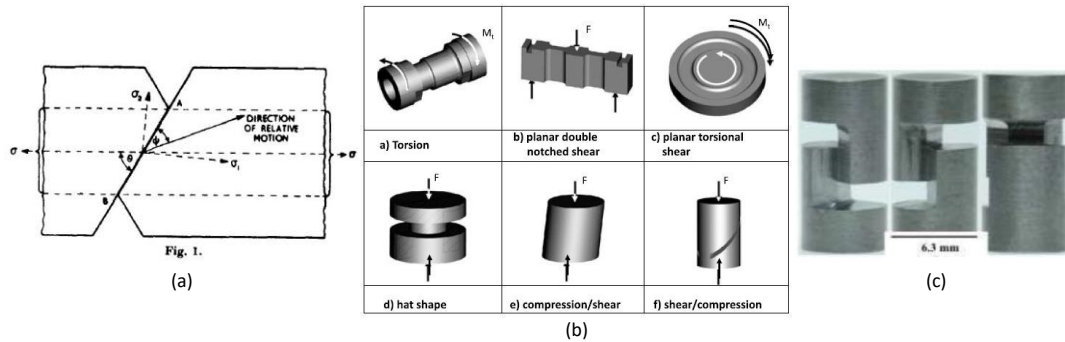 σ₂
A
DIRECTION
OF RELATIVE
MOTION
ψ
θ
σ
σ
σ₁
B
Fig. 1.
(a)
Mt
F
Mt
a) Torsion
b) planar double
notched shear
c) planar torsional
shear
F
F
F
d) hat shape
e) compression/shear
f) shear/compression
(b)
6.3 mm
(c)